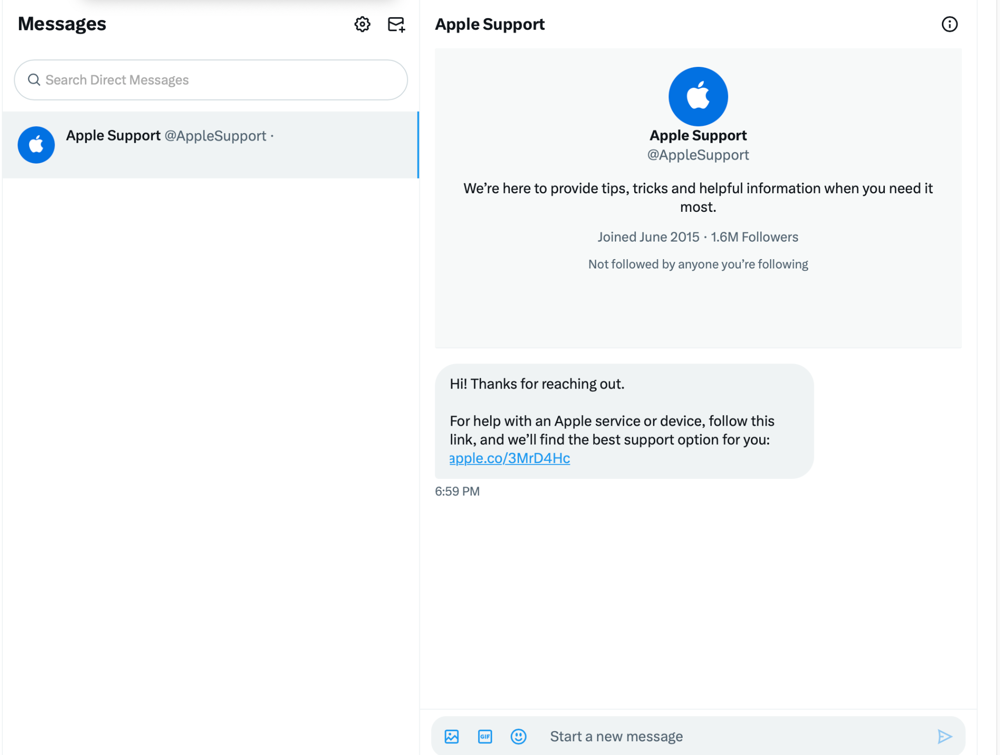 Messages
Search Direct Messages
Apple Support @AppleSupport ·
Apple Support
Apple Support
@AppleSupport
We’re here to provide tips, tricks and helpful information when you need it
most.
Joined June 2015 · 1.6M Followers
Not followed by anyone you’re following
Hi! Thanks for reaching out.
For help with an Apple service or device, follow this
link, and we’ll find the best support option for you:
apple.co/3MrD4Hc
6:59 PM
GIF
Start a new message